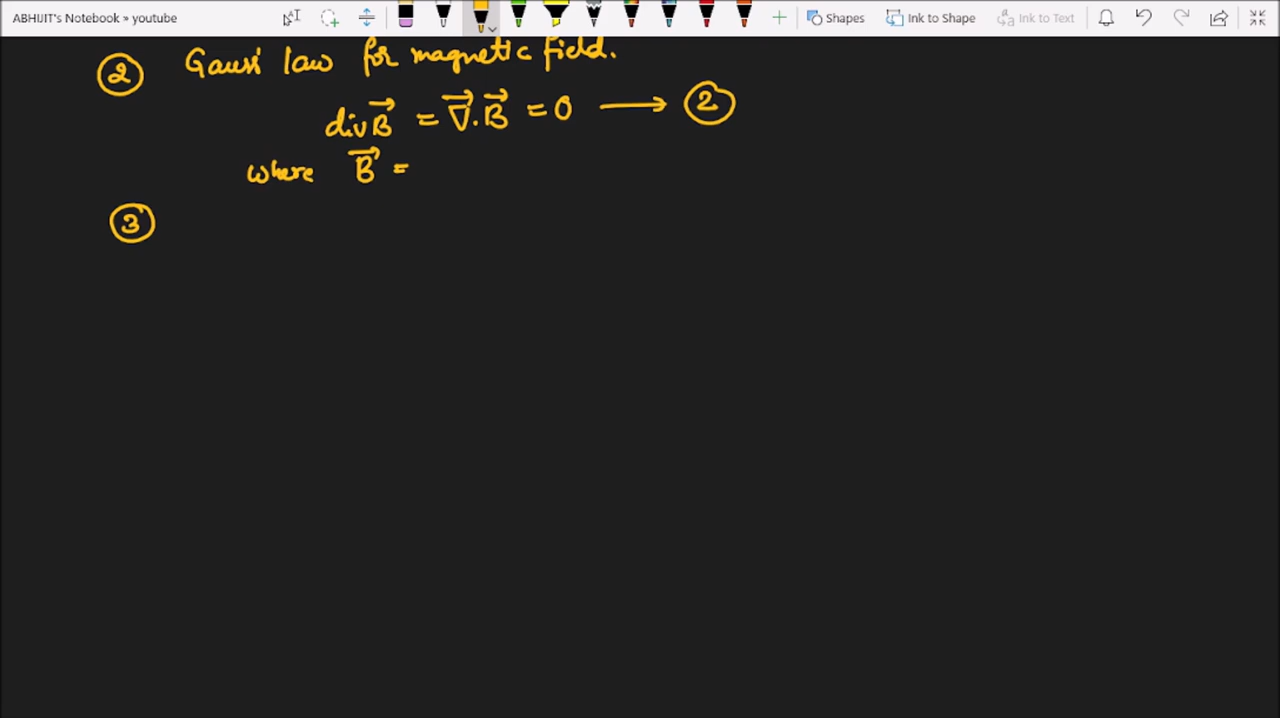 ABHIJIT's Notebook » youtube
Shapes
Ink to Shape
Ink to Text
② Gauss' law for magnetic field.
div B⃗ = ∇⃗.B⃗ = 0 ⟶ ②
where B⃗ =
③